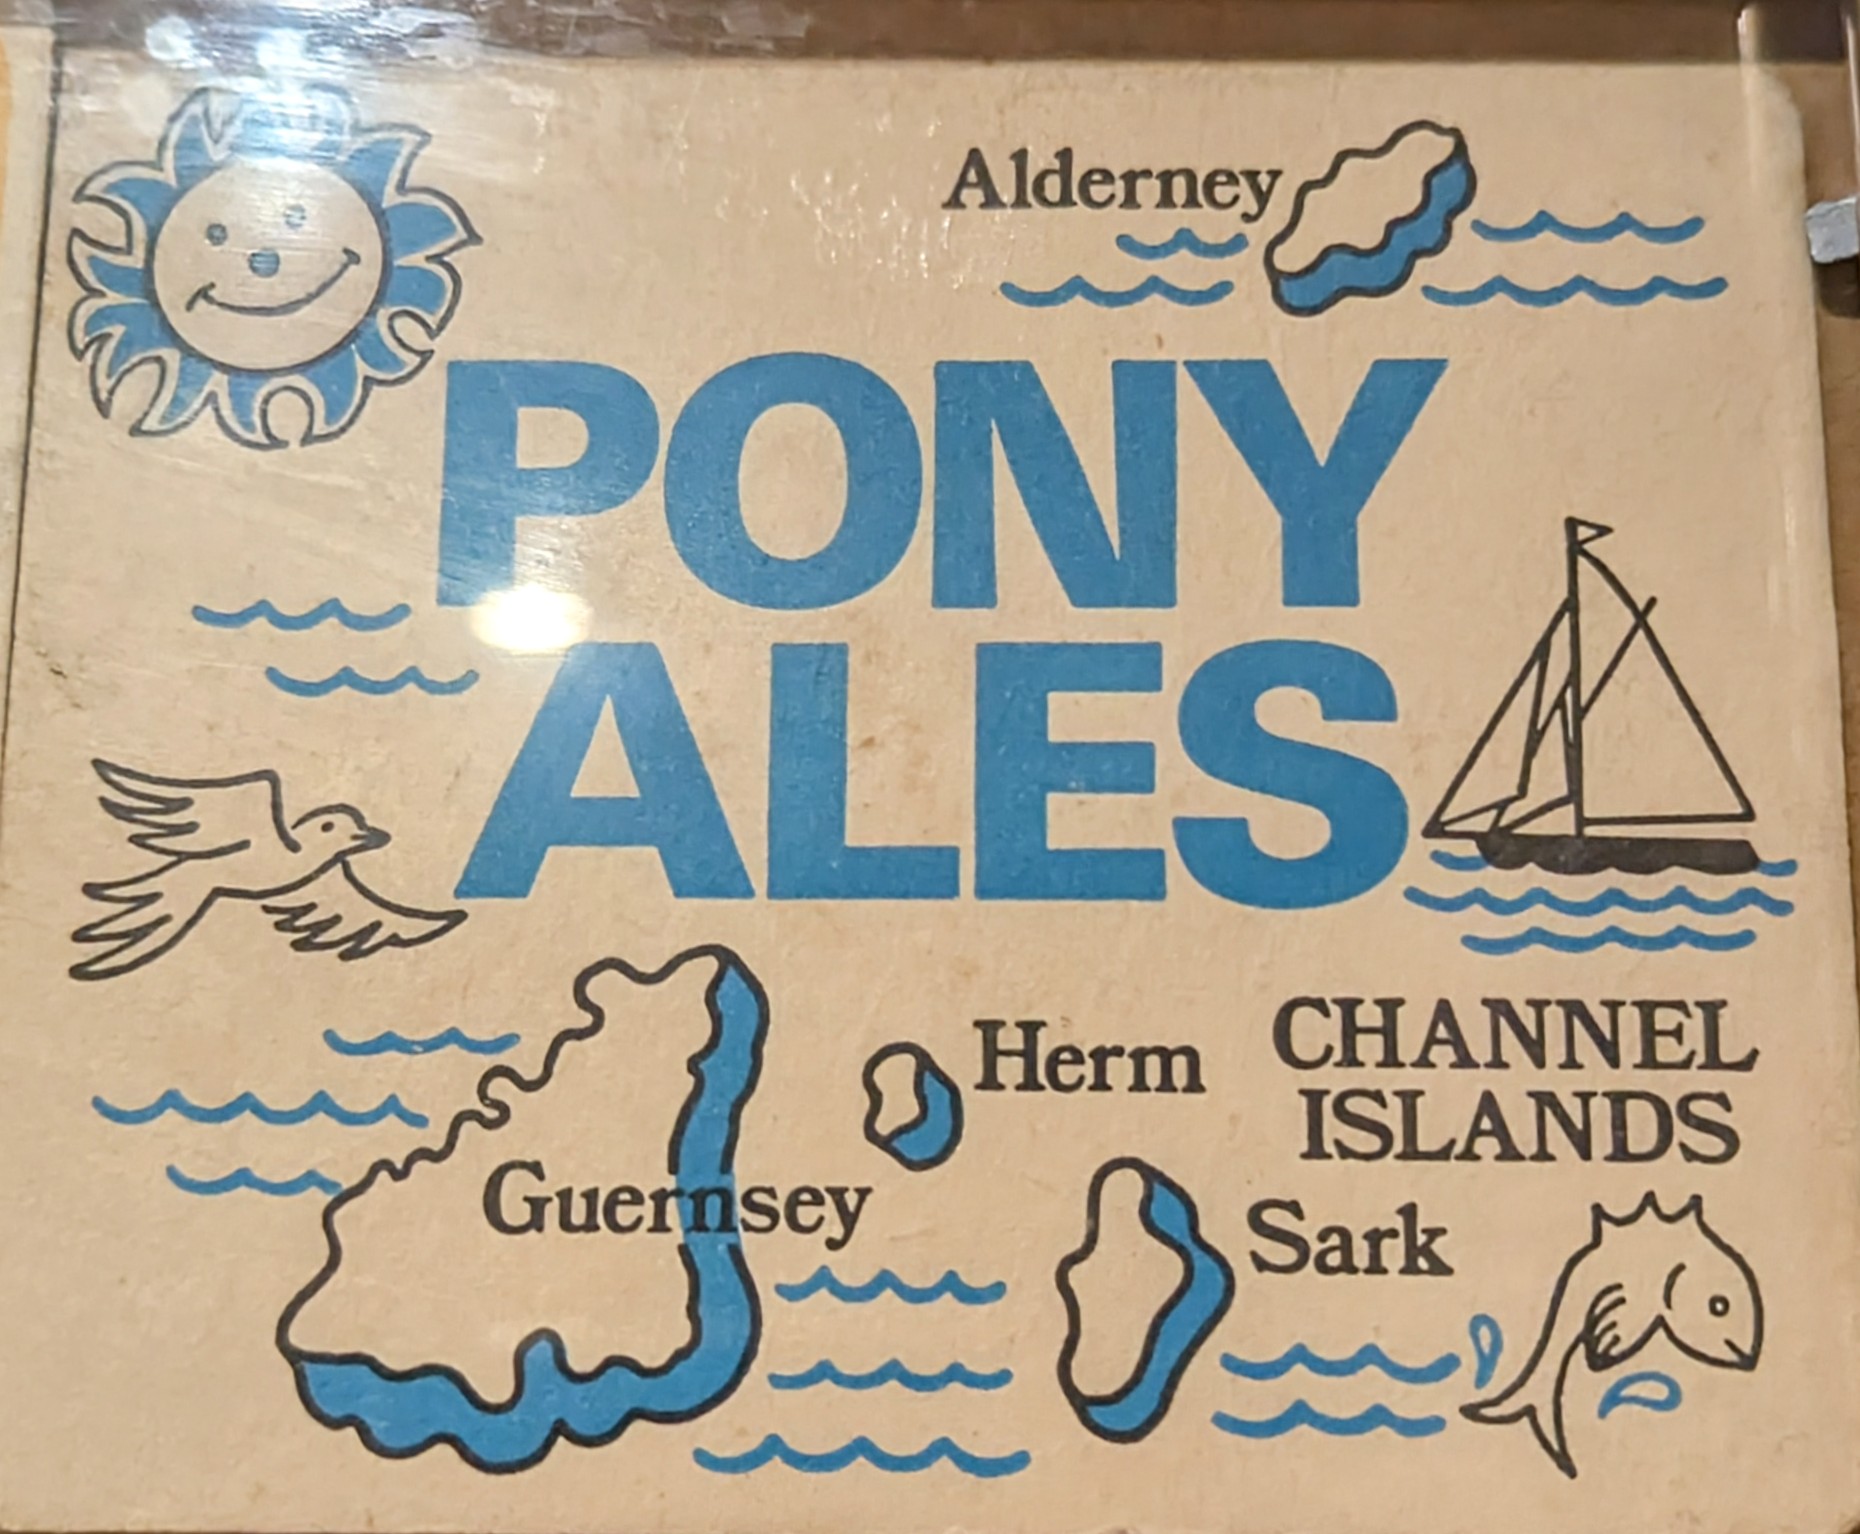 Alderney
PONY
ALES
Herm
CHANNEL
ISLANDS
Guernsey
Sark